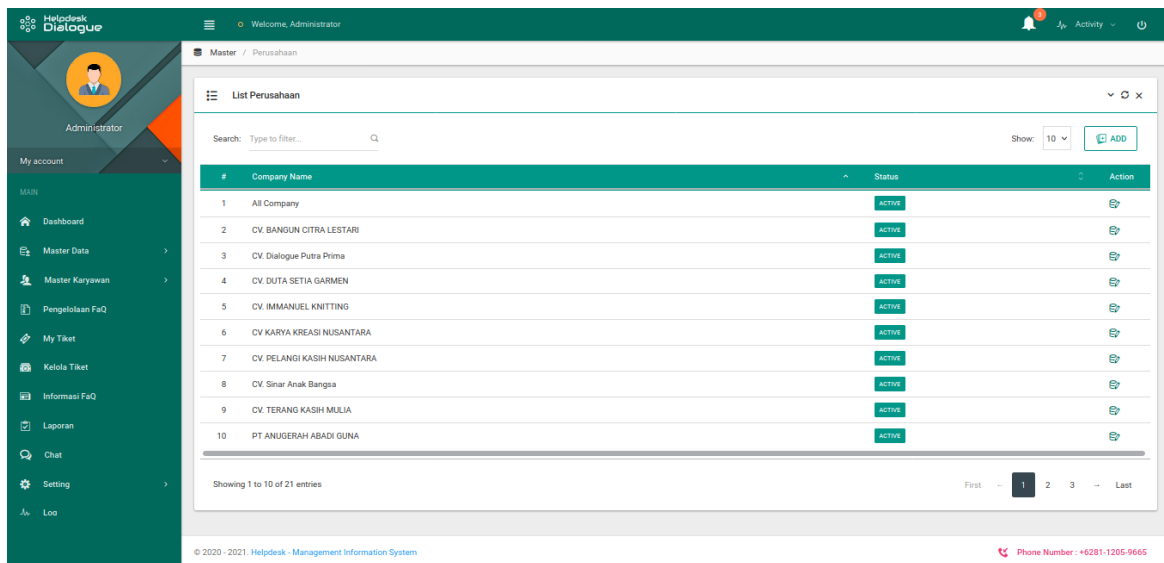 Helpdesk
Dialogue
Welcome, Administrator
3
Activity
Master / Perusahaan
Administrator
My account
MAIN
Dashboard
Master Data
Master Karyawan
Pengelolaan FaQ
My Tiket
Kelola Tiket
Informasi FaQ
Laporan
Chat
Setting
Log
List Perusahaan
Search: Type to filter...
Show: 10 ADD
# Company Name Status Action
1 All Company ACTIVE
2 CV. BANGUN CITRA LESTARI ACTIVE
3 CV. Dialogue Putra Prima ACTIVE
4 CV. DUTA SETIA GARMEN ACTIVE
5 CV. IMMANUEL KNITTING ACTIVE
6 CV KARYA KREASI NUSANTARA ACTIVE
7 CV. PELANGI KASIH NUSANTARA ACTIVE
8 CV. Sinar Anak Bangsa ACTIVE
9 CV. TERANG KASIH MULIA ACTIVE
10 PT ANUGERAH ABADI GUNA ACTIVE
Showing 1 to 10 of 21 entries
First ← 1 2 3 → Last
© 2020 - 2021. Helpdesk - Management Information System
Phone Number : +6281-1205-9665